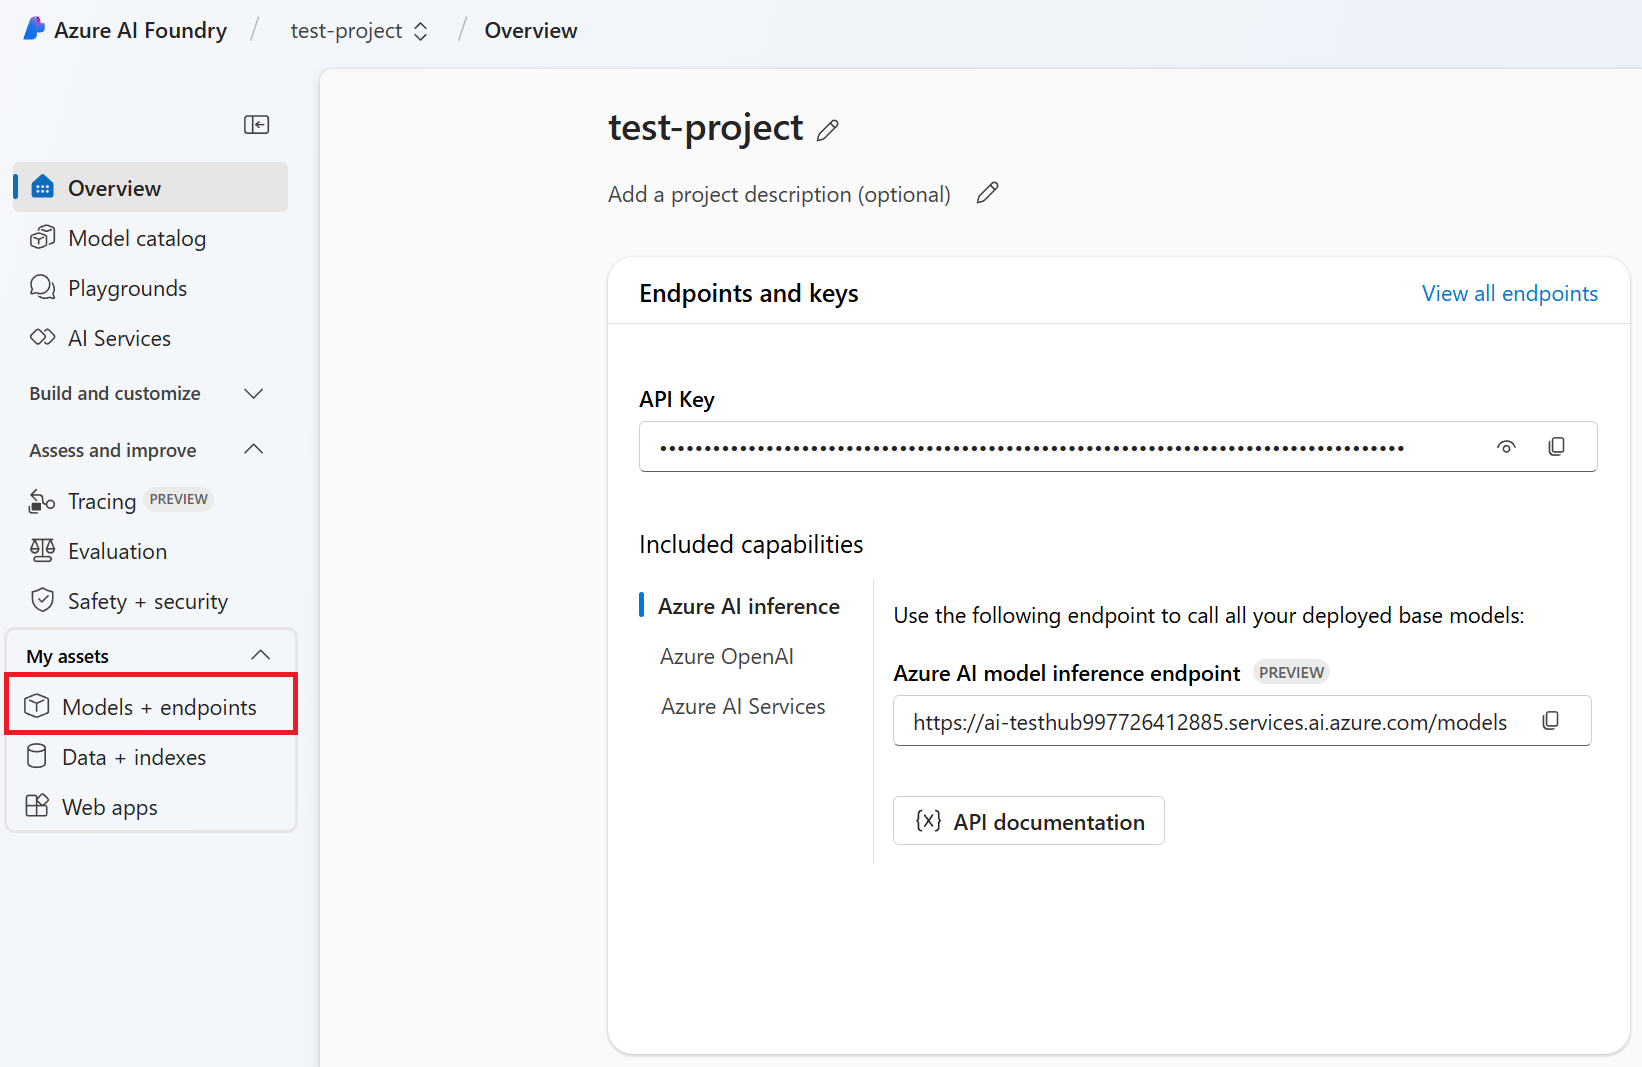 Azure AI Foundry / test-project / Overview
Overview
Model catalog
Playgrounds
AI Services
Build and customize
Assess and improve
Tracing PREVIEW
Evaluation
Safety + security
My assets
Models + endpoints
Data + indexes
Web apps
test-project
Add a project description (optional)
Endpoints and keys
View all endpoints
API Key
Included capabilities
Azure AI inference
Azure OpenAI
Azure AI Services
Use the following endpoint to call all your deployed base models:
Azure AI model inference endpoint PREVIEW
https://ai-testhub997726412885.services.ai.azure.com/models
{x} API documentation